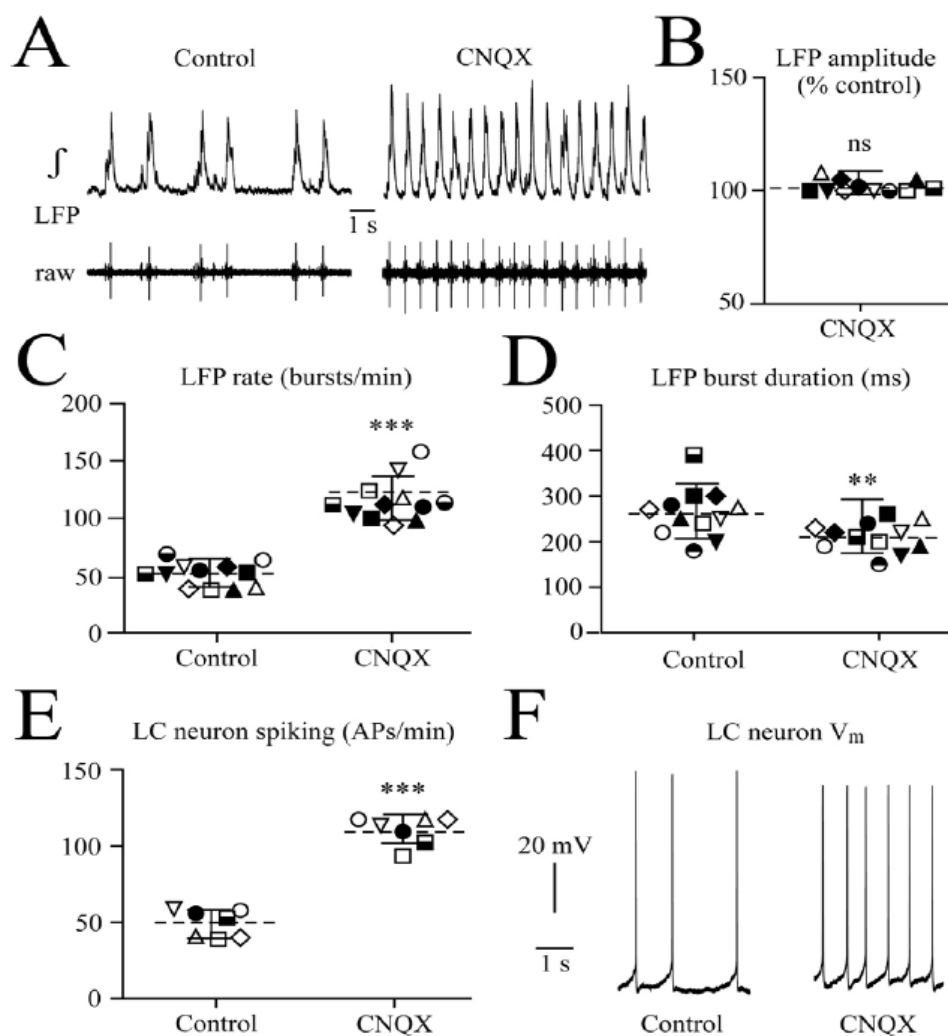 A
Control
CNQX
∫
LFP
raw
1 s
B
LFP amplitude
(% control)
150
ns
100
50
CNQX
C
LFP rate (bursts/min)
200
***
150
100
50
0
Control
CNQX
D
LFP burst duration (ms)
500
400
**
300
200
100
0
Control
CNQX
E
LC neuron spiking (APs/min)
150
***
100
50
0
Control
CNQX
F
LC neuron Vm
20 mV
1 s
Control
CNQX